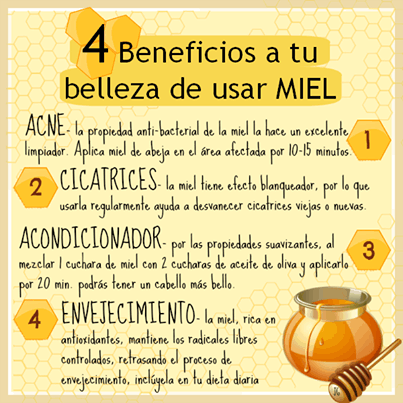 4 Beneficios a tu
belleza de usar MIEL
ACNE- la propiedad anti-bacterial de la miel la hace un excelente
limpiador. Aplica miel de abeja en el área afectada por 10-15 minutos.
1
2
CICATRICES- la miel tiene efecto blanqueador, por lo que
usarla regularmente ayuda a desvanecer cicatrices viejas o nuevas.
ACONDICIONADOR- por las propiedades suavizantes, al
mezclar 1 cuchara de miel con 2 cucharas de aceite de oliva y aplicarlo
por 20 min. podrás tener un cabello más bello.
3
4
ENVEJECIMIENTO- la miel, rica en
antioxidantes, mantiene los radicales libres
controlados, retrasando el proceso de
envejecimiento, inclúyela en tu dieta diaria